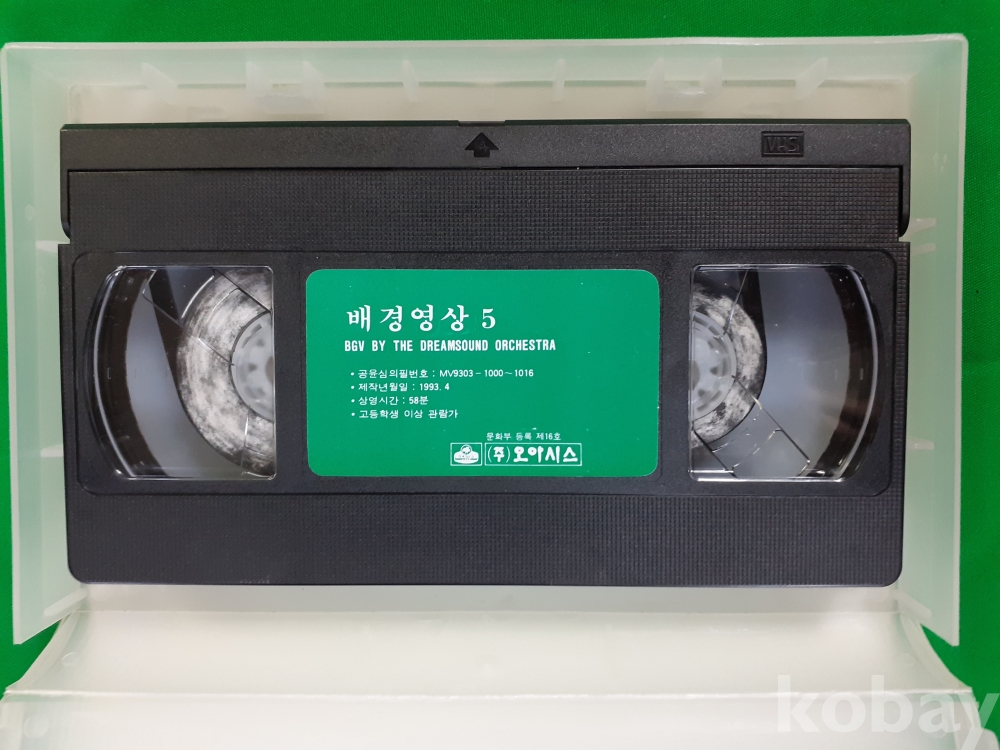 VHS
배경영상 5
BGV BY THE DREAMSOUND ORCHESTRA
• 공윤심의필번호 : MV9303 - 1000 ~ 1016
• 제작년월일 : 1993. 4
• 상영시간 : 58분
• 고등학생 이상 관람가
문화부 등록 제16호
(주)오아시스
kobay